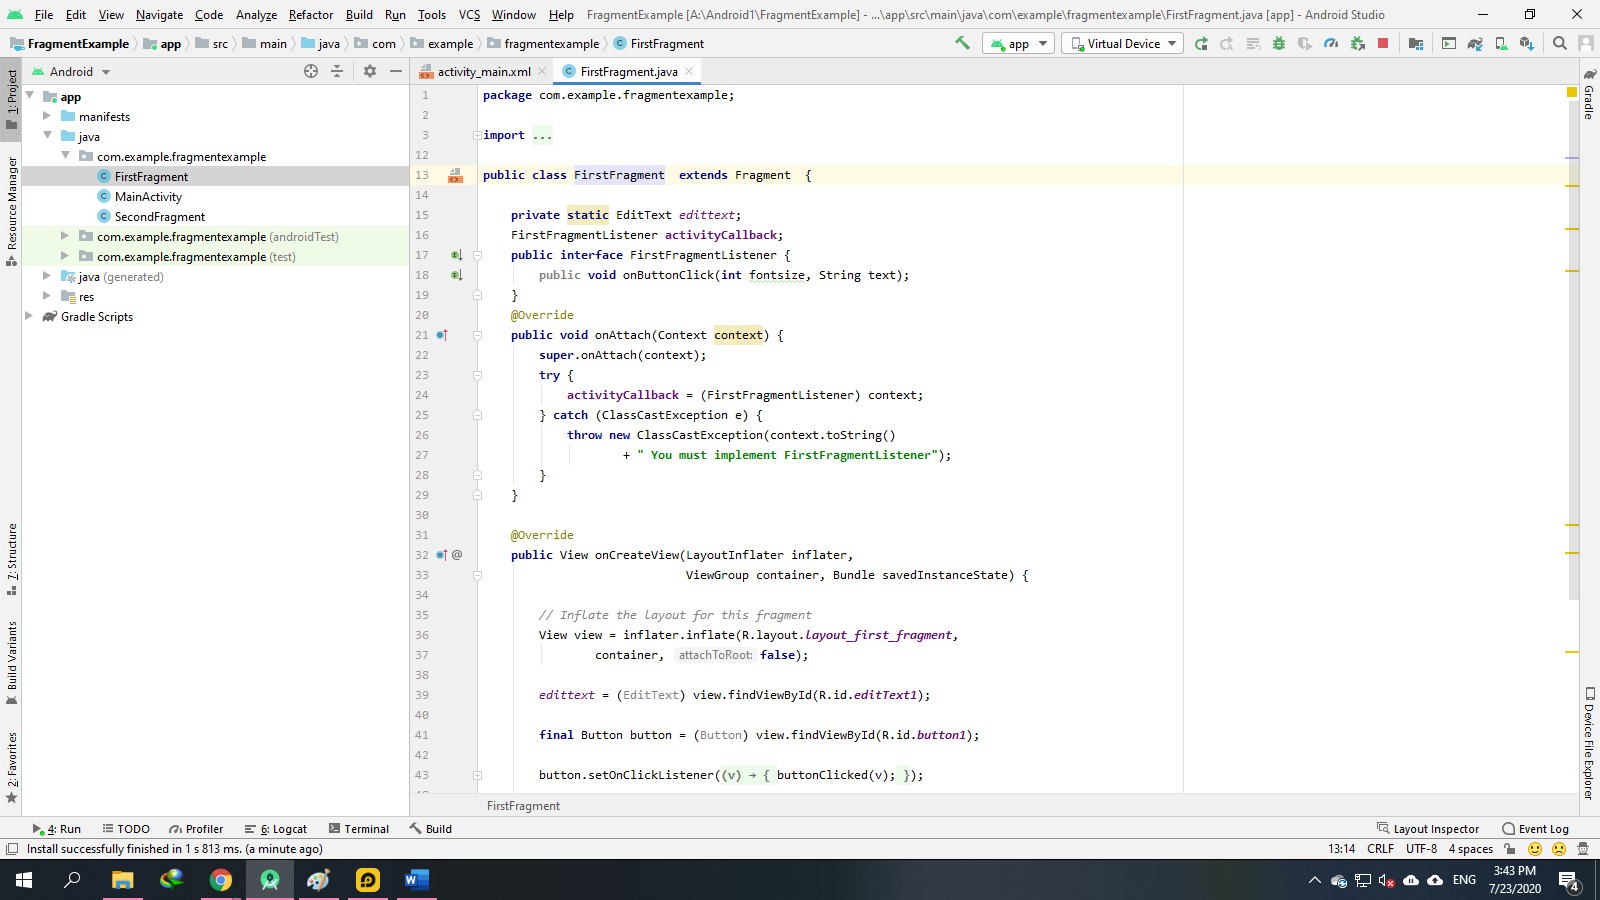 File Edit View Navigate Code Analyze Refactor Build Run Tools VCS Window Help FragmentExample [A:\Android1\FragmentExample] - ...\app\src\main\java\com\example\fragmentexample\FirstFragment.java [app] - Android Studio
FragmentExample app src main java com example fragmentexample FirstFragment app Virtual Device
Android
activity_main.xml FirstFragment.java
1: Project
Resource Manager
7: Structure
Build Variants
2: Favorites
app
manifests
java
com.example.fragmentexample
FirstFragment
MainActivity
SecondFragment
com.example.fragmentexample (androidTest)
com.example.fragmentexample (test)
java (generated)
res
Gradle Scripts
1 package com.example.fragmentexample;
2
3 import ...
12
13 public class FirstFragment  extends Fragment  {
14
15 private static EditText edittext;
16 FirstFragmentListener activityCallback;
17 public interface FirstFragmentListener {
18 public void onButtonClick(int fontsize, String text);
19 }
20 @Override
21 public void onAttach(Context context) {
22 super.onAttach(context);
23 try {
24 activityCallback = (FirstFragmentListener) context;
25 } catch (ClassCastException e) {
26 throw new ClassCastException(context.toString()
27 + " You must implement FirstFragmentListener");
28 }
29 }
30
31 @Override
32 public View onCreateView(LayoutInflater inflater,
33 ViewGroup container, Bundle savedInstanceState) {
34
35 // Inflate the layout for this fragment
36 View view = inflater.inflate(R.layout.layout_first_fragment,
37 container, attachToRoot: false);
38
39 edittext = (EditText) view.findViewById(R.id.editText1);
40
41 final Button button = (Button) view.findViewById(R.id.button1);
42
43 button.setOnClickListener((v) → { buttonClicked(v); });
FirstFragment
Gradle
Device File Explorer
4: Run TODO Profiler 6: Logcat Terminal Build Layout Inspector Event Log
Install successfully finished in 1 s 813 ms. (a minute ago) 13:14 CRLF UTF-8 4 spaces
ENG 3:43 PM
7/23/2020 4